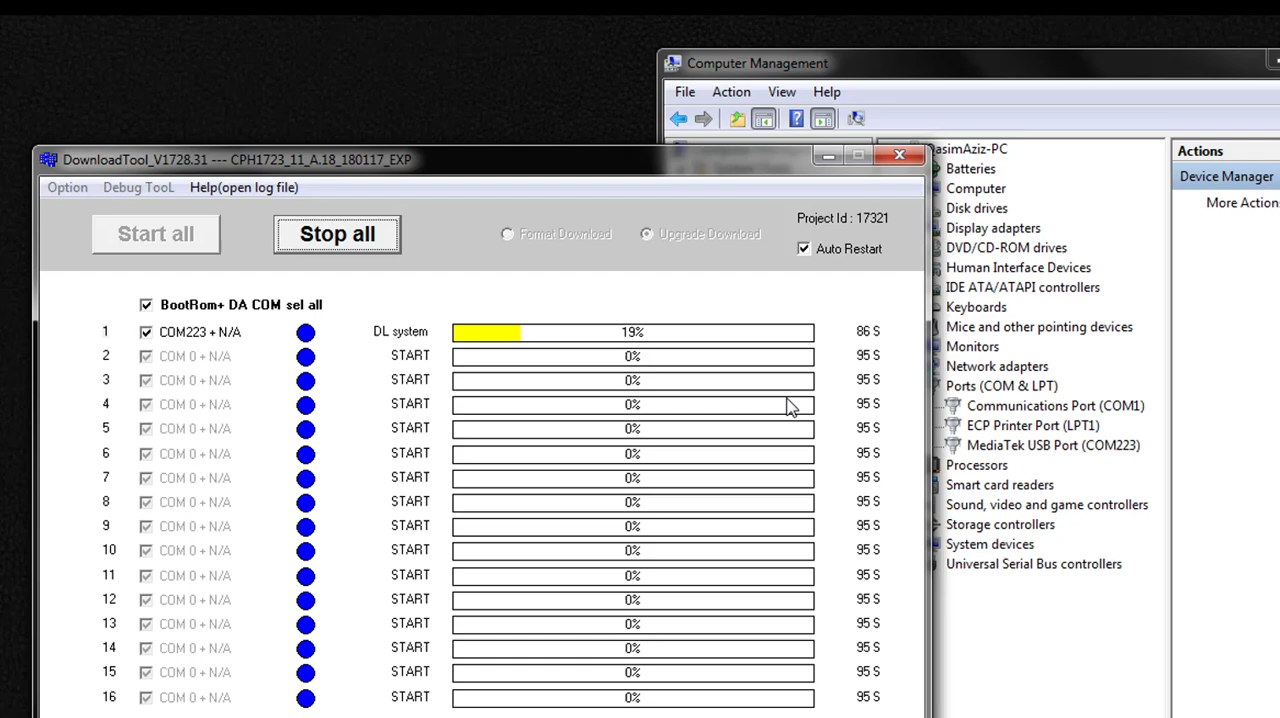 Computer Management
File Action View Help
DownloadTool_V1728.31 --- CPH1723_11_A.18_180117_EXP
Option Debug TooL Help(open log file)
Start all
Stop all
Format Download
Upgrade Download
Project Id : 17321
Auto Restart
BootRom+ DA COM sel all
1 COM223 + N/A DL system 19% 86 S
2 COM 0 + N/A START 0% 95 S
3 COM 0 + N/A START 0% 95 S
4 COM 0 + N/A START 0% 95 S
5 COM 0 + N/A START 0% 95 S
6 COM 0 + N/A START 0% 95 S
7 COM 0 + N/A START 0% 95 S
8 COM 0 + N/A START 0% 95 S
9 COM 0 + N/A START 0% 95 S
10 COM 0 + N/A START 0% 95 S
11 COM 0 + N/A START 0% 95 S
12 COM 0 + N/A START 0% 95 S
13 COM 0 + N/A START 0% 95 S
14 COM 0 + N/A START 0% 95 S
15 COM 0 + N/A START 0% 95 S
16 COM 0 + N/A START 0% 95 S
asimAziz-PC
Batteries
Computer
Disk drives
Display adapters
DVD/CD-ROM drives
Human Interface Devices
IDE ATA/ATAPI controllers
Keyboards
Mice and other pointing devices
Monitors
Network adapters
Ports (COM & LPT)
Communications Port (COM1)
ECP Printer Port (LPT1)
MediaTek USB Port (COM223)
Processors
Smart card readers
Sound, video and game controllers
Storage controllers
System devices
Universal Serial Bus controllers
Actions
Device Manager
More Action